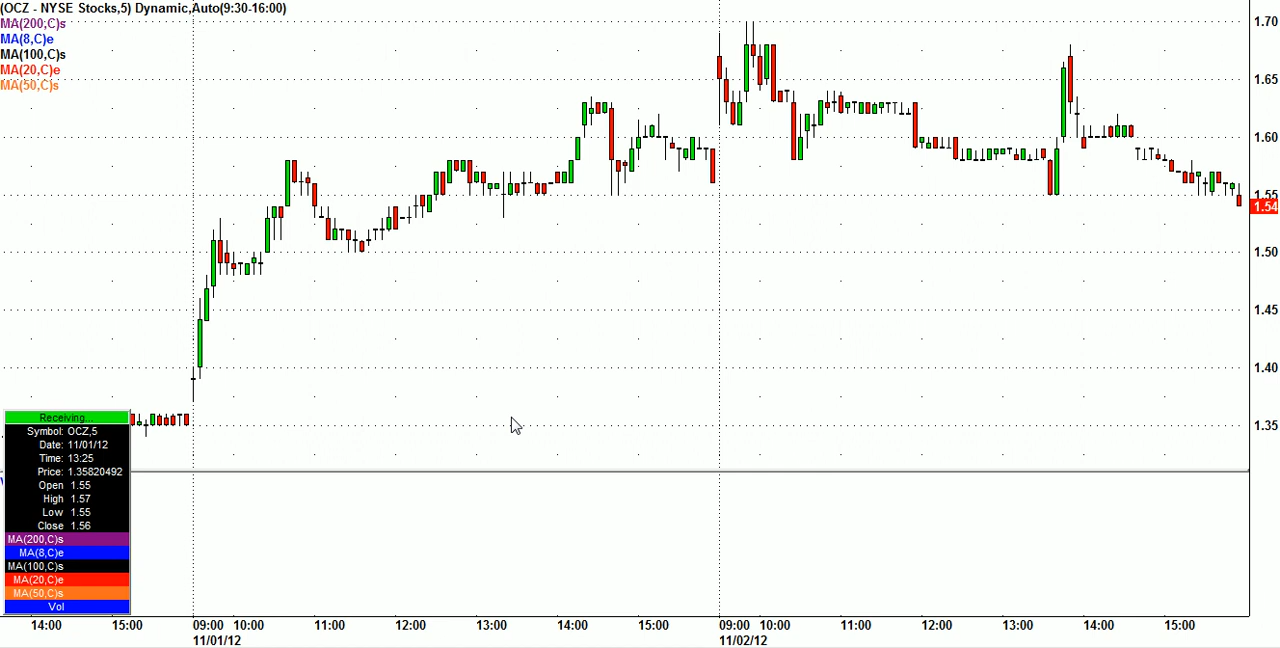 (OCZ - NYSE Stocks,5) Dynamic,Auto(9:30-16:00)
MA(200,C)s
MA(8,C)e
MA(100,C)s
MA(20,C)e
MA(50,C)s
1.70
1.65
1.60
1.55
1.54
1.50
1.45
1.40
1.35
Receiving...
Symbol: OCZ,5
Date: 11/01/12
Time: 13:25
Price: 1.35820492
Open 1.55
High 1.57
Low 1.55
Close 1.56
MA(200,C)s
MA(8,C)e
MA(100,C)s
MA(20,C)e
MA(50,C)s
Vol
14:00 15:00 09:00 10:00 11:00 12:00 13:00 14:00 15:00 09:00 10:00 11:00 12:00 13:00 14:00 15:00
11/01/12 11/02/12